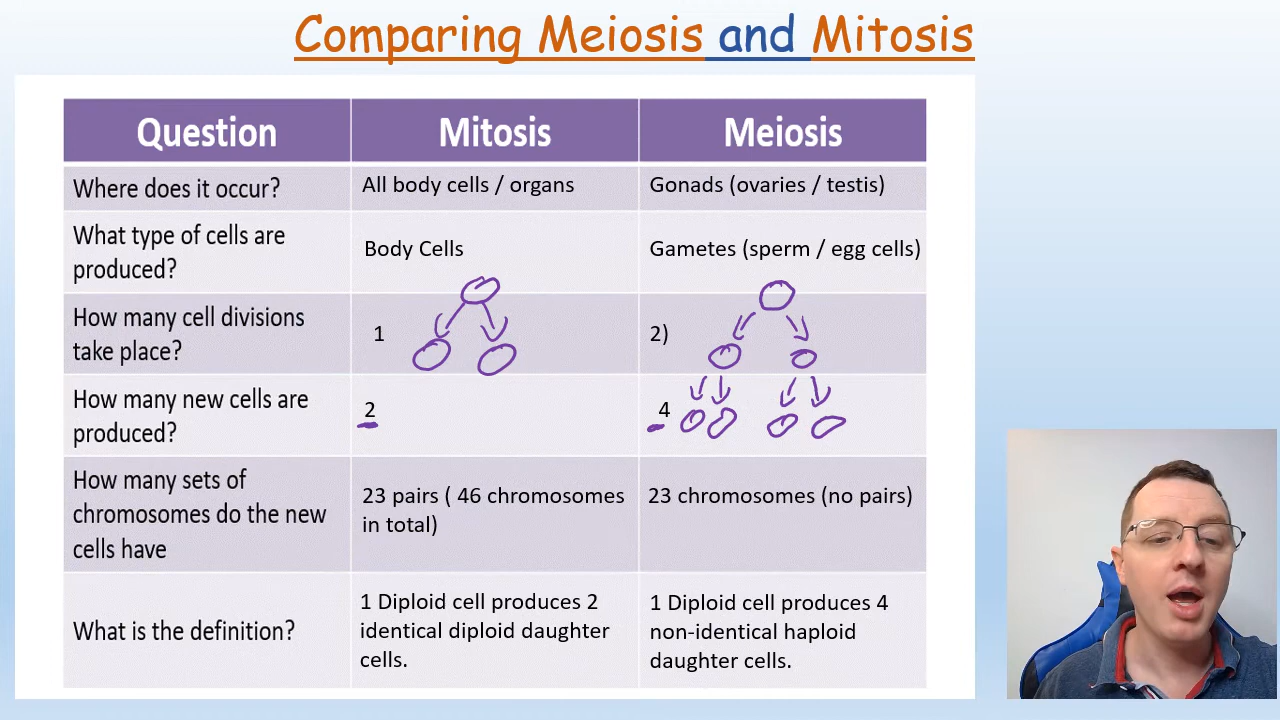 Comparing Meiosis and Mitosis
Question
Mitosis
Meiosis
Where does it occur?
All body cells / organs
Gonads (ovaries / testis)
What type of cells are
produced?
Body Cells
Gametes (sperm / egg cells)
How many cell divisions
take place?
1
2)
How many new cells are
produced?
2
4
How many sets of
chromosomes do the new
cells have
23 pairs ( 46 chromosomes
in total)
23 chromosomes (no pairs)
What is the definition?
1 Diploid cell produces 2
identical diploid daughter
cells.
1 Diploid cell produces 4
non-identical haploid
daughter cells.